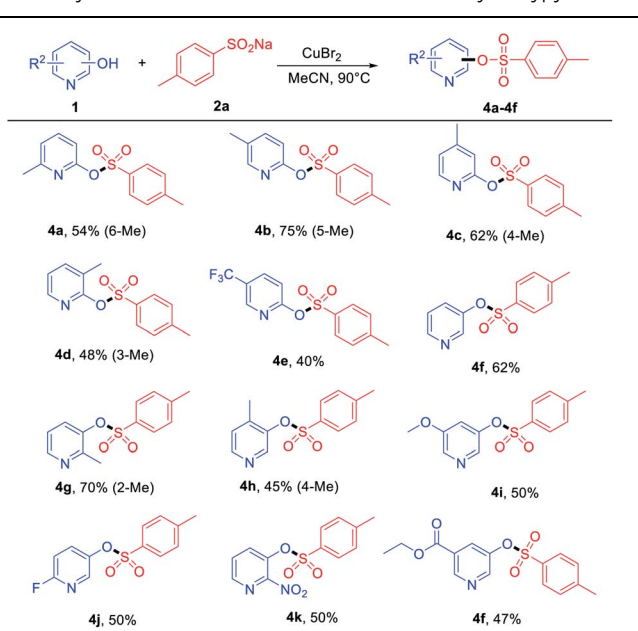 R² OH N 1 + SO₂Na 2a CuBr₂ MeCN, 90°C R² N O S O O 4a-4f
N O S O O
4a, 54% (6-Me)
N O S O O
4b, 75% (5-Me)
N O S O O
4c, 62% (4-Me)
N O S O O
4d, 48% (3-Me)
F₃C N O S O O
4e, 40%
N O S O O
4f, 62%
N O S O O
4g, 70% (2-Me)
N O S O O
4h, 45% (4-Me)
O N O S O O
4i, 50%
F N O S O O
4j, 50%
N NO₂ O S O O
4k, 50%
O O N O S O O
4f, 47%